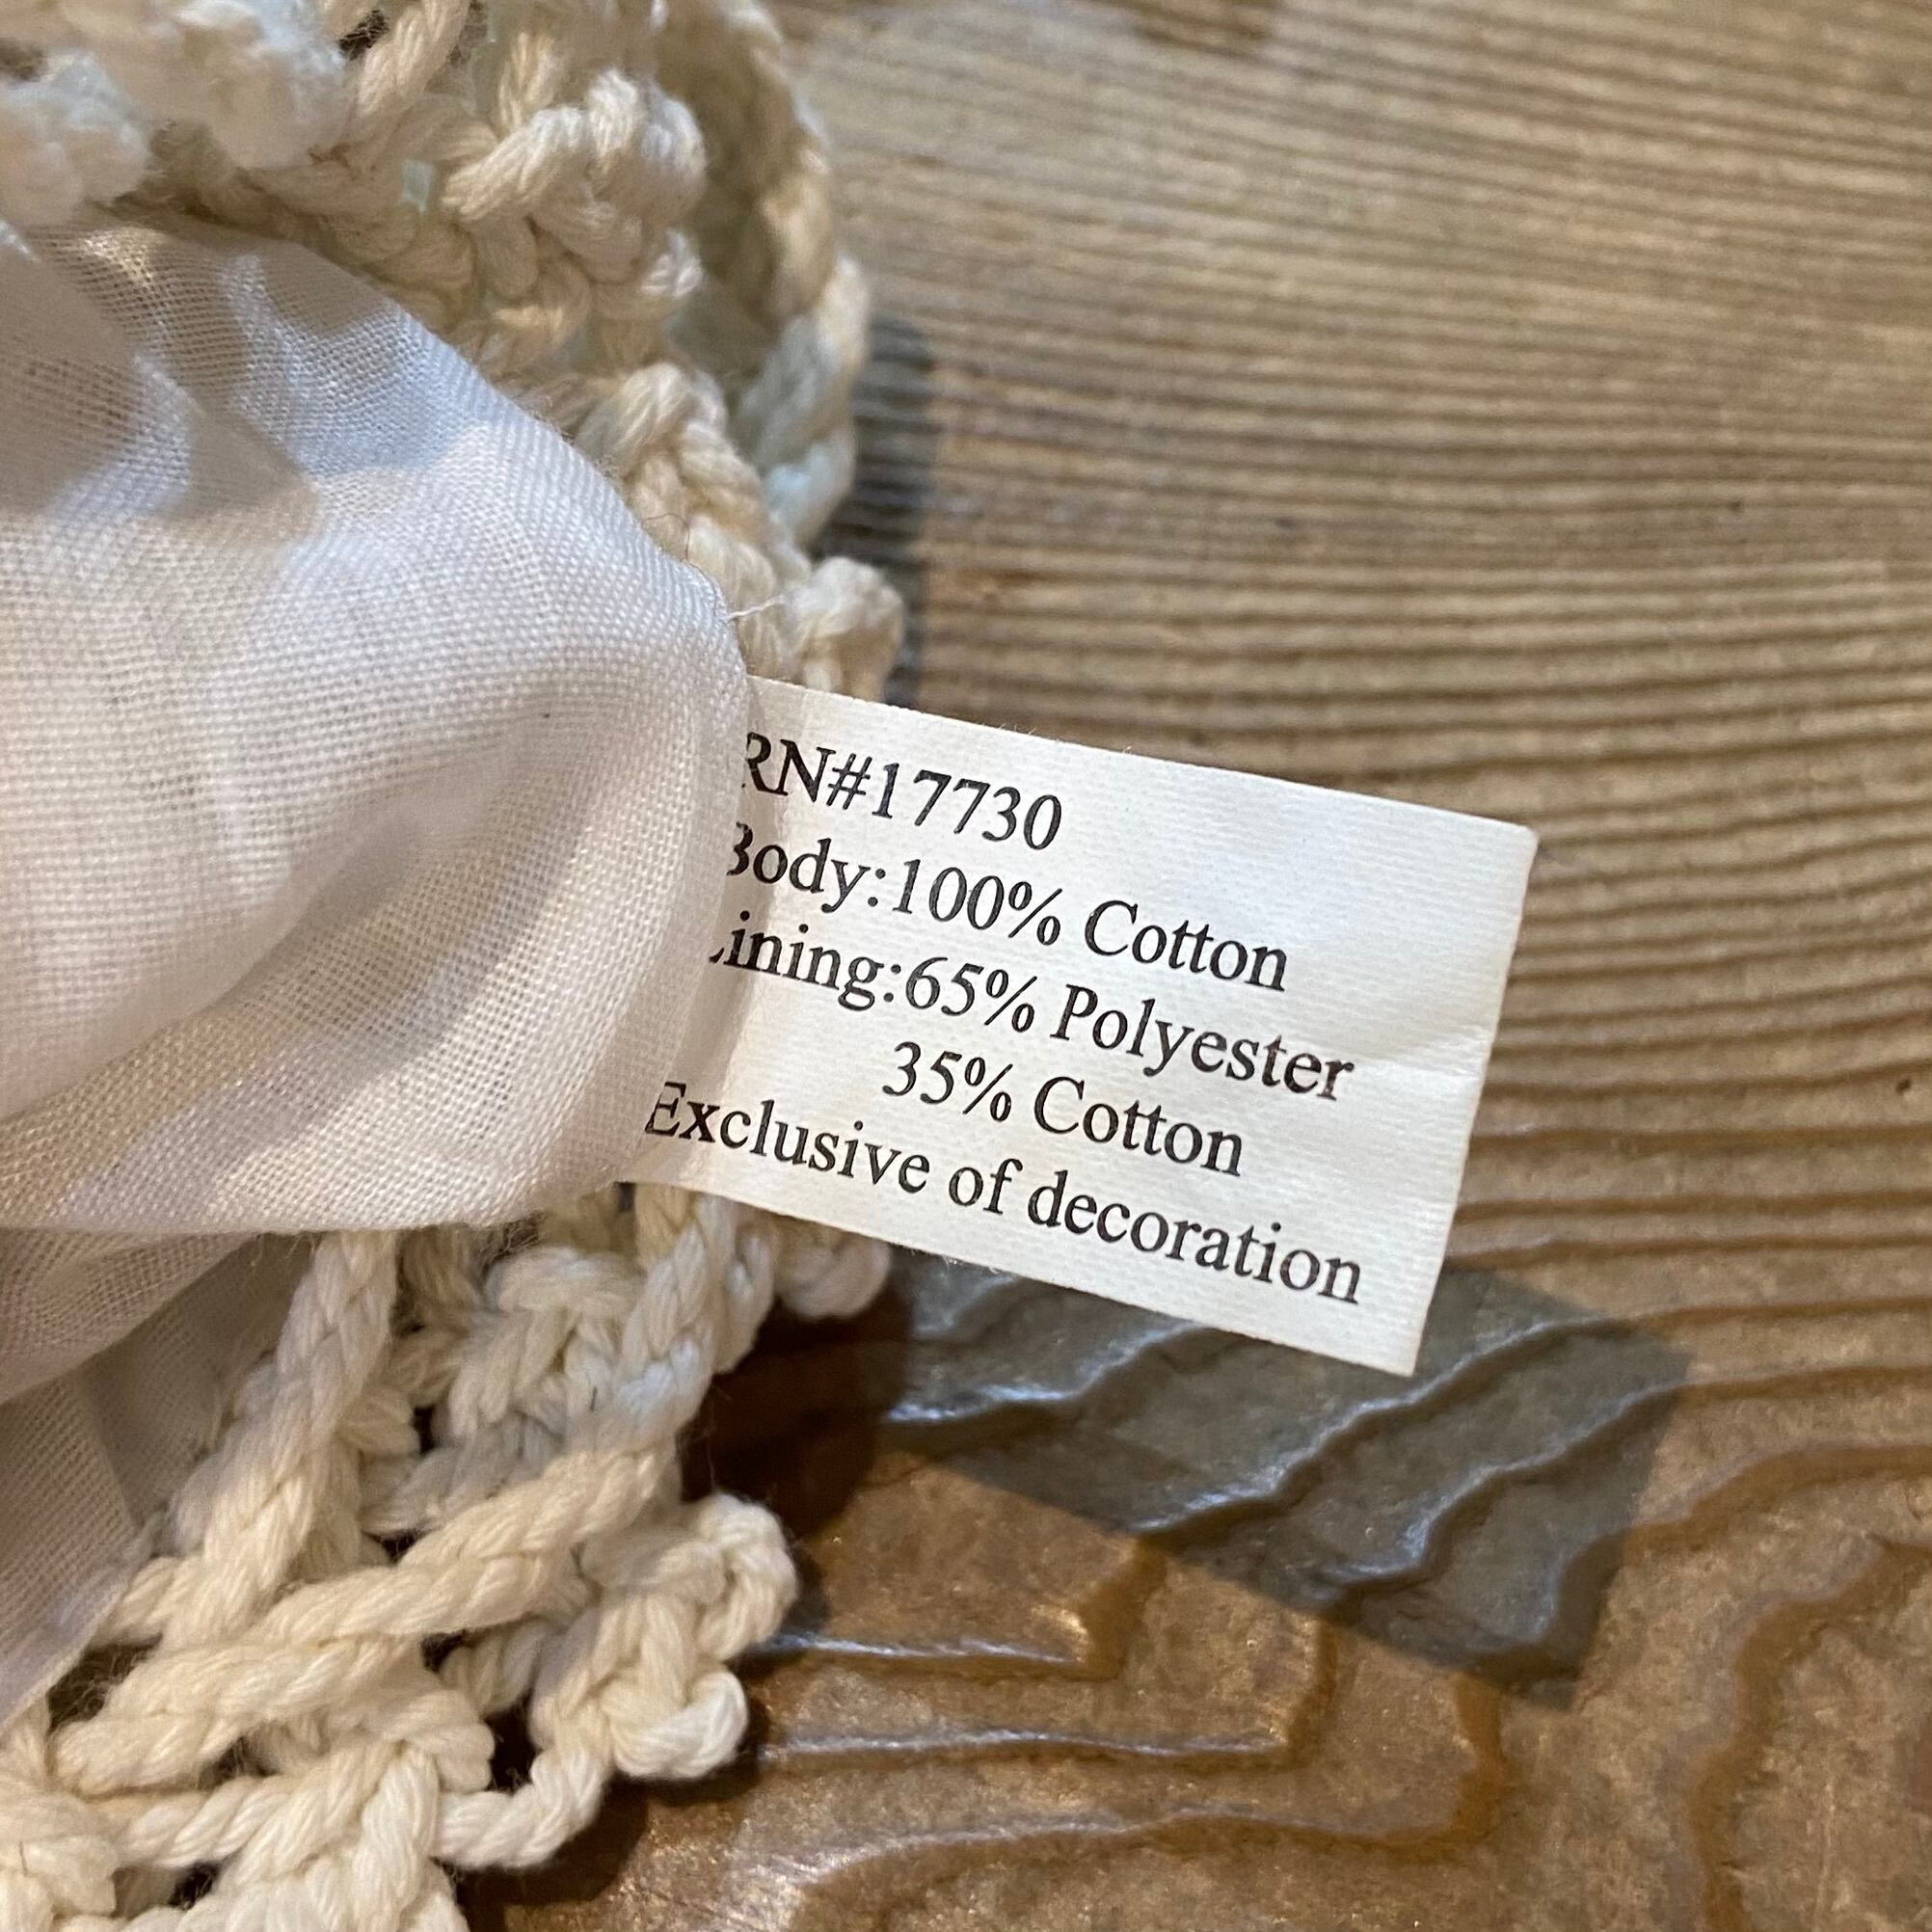 RN#17730
Body:100% Cotton
Lining:65% Polyester
35% Cotton
Exclusive of decoration